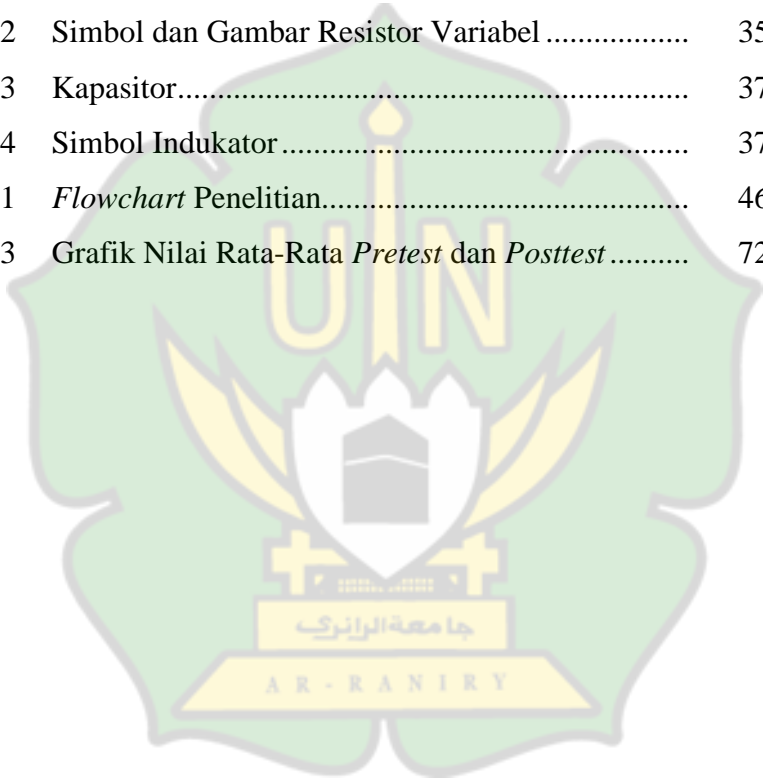 2 Simbol dan Gambar Resistor Variabel .................. 35
3 Kapasitor................................................................ 37
4 Simbol Indukator ................................................... 37
1 Flowchart Penelitian.............................................. 46
3 Grafik Nilai Rata-Rata Pretest dan Posttest .......... 72
UIN
جامعة الرانري
AR-RANIRY